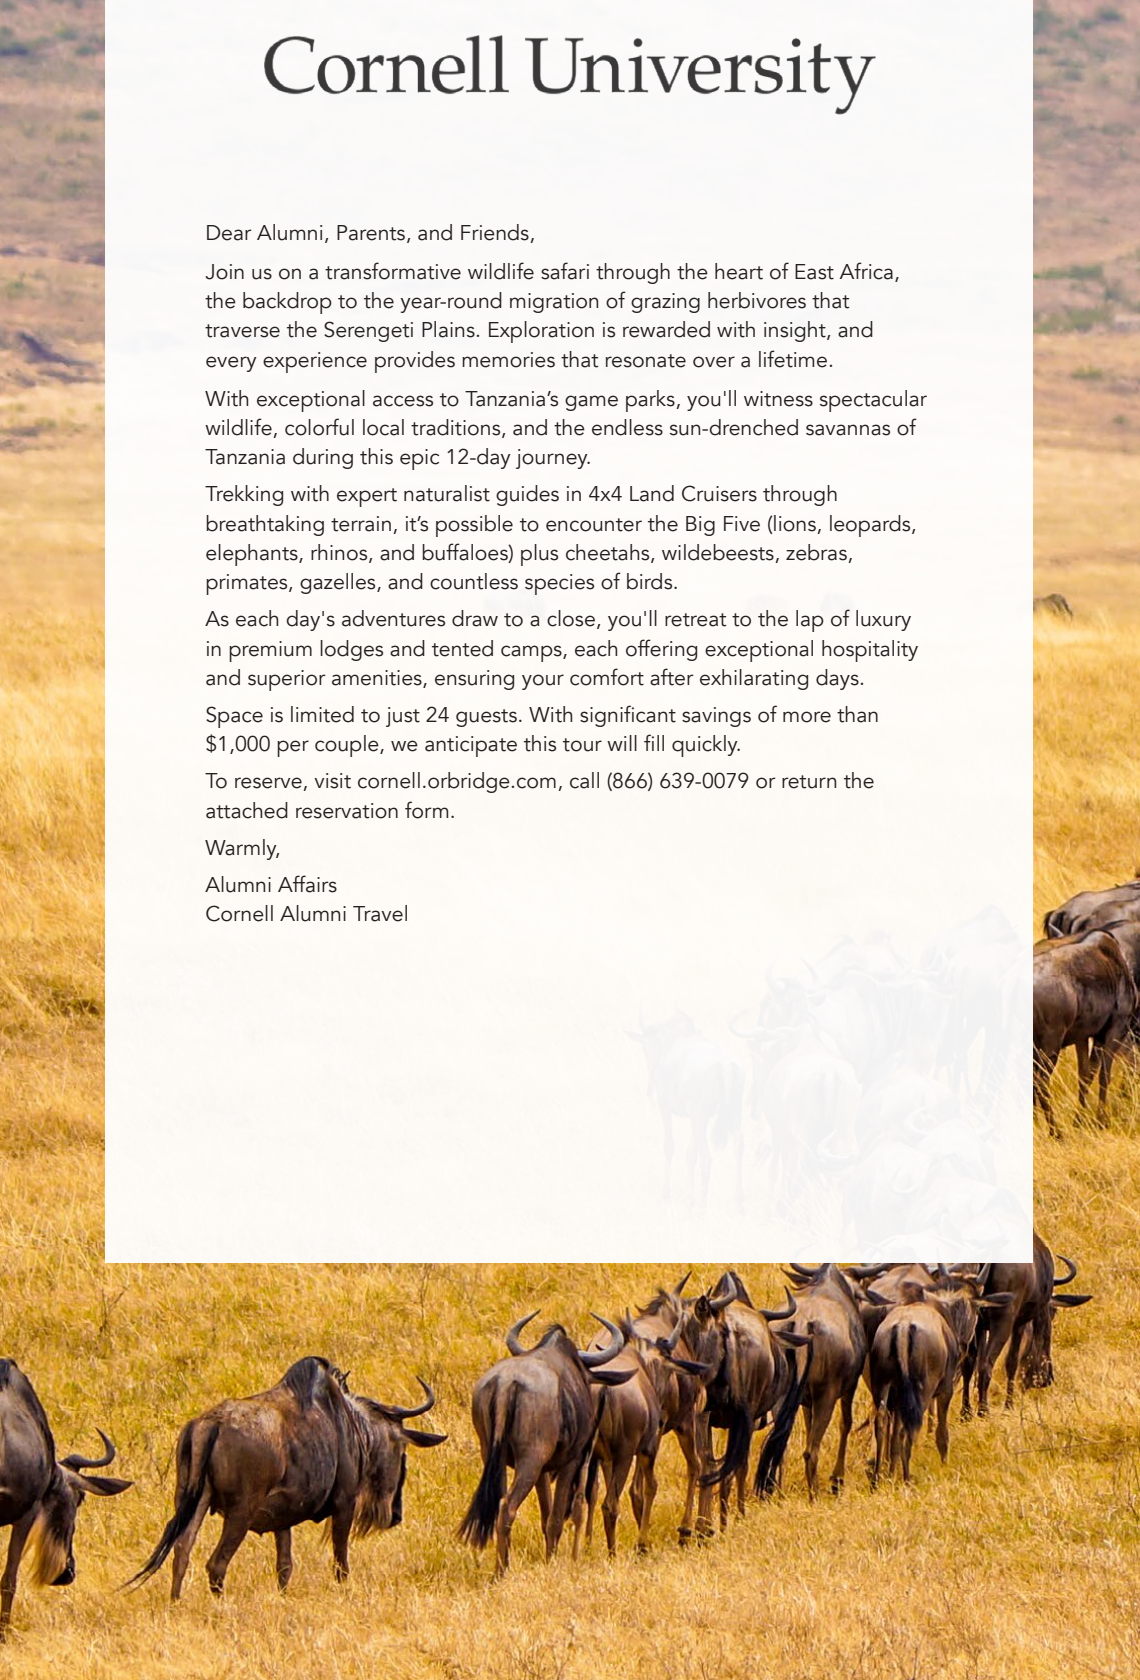 Cornell University
Dear Alumni, Parents, and Friends,
Join us on a transformative wildlife safari through the heart of East Africa,
the backdrop to the year-round migration of grazing herbivores that
traverse the Serengeti Plains. Exploration is rewarded with insight, and
every experience provides memories that resonate over a lifetime.
With exceptional access to Tanzania’s game parks, you'll witness spectacular
wildlife, colorful local traditions, and the endless sun-drenched savannas of
Tanzania during this epic 12-day journey.
Trekking with expert naturalist guides in 4x4 Land Cruisers through
breathtaking terrain, it’s possible to encounter the Big Five (lions, leopards,
elephants, rhinos, and buffaloes) plus cheetahs, wildebeests, zebras,
primates, gazelles, and countless species of birds.
As each day's adventures draw to a close, you'll retreat to the lap of luxury
in premium lodges and tented camps, each offering exceptional hospitality
and superior amenities, ensuring your comfort after exhilarating days.
Space is limited to just 24 guests. With significant savings of more than
$1,000 per couple, we anticipate this tour will fill quickly.
To reserve, visit cornell.orbridge.com, call (866) 639-0079 or return the
attached reservation form.
Warmly,
Alumni Affairs
Cornell Alumni Travel